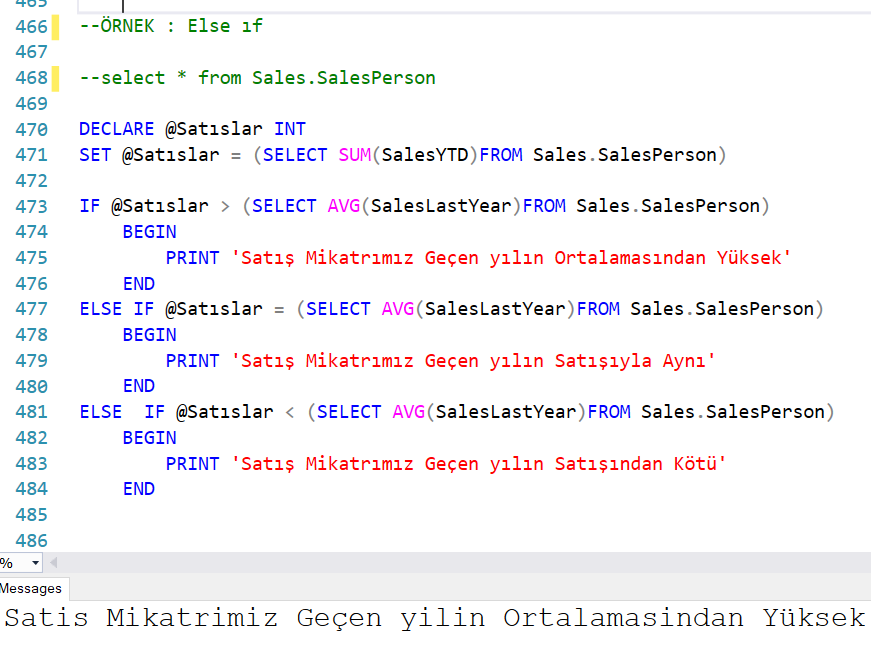 465
466 --ÖRNEK : Else ıf
467
468 --select * from Sales.SalesPerson
469
470 DECLARE @Satıslar INT
471 SET @Satıslar = (SELECT SUM(SalesYTD)FROM Sales.SalesPerson)
472
473 IF @Satıslar > (SELECT AVG(SalesLastYear)FROM Sales.SalesPerson)
474 BEGIN
475 PRINT 'Satış Mikatrımız Geçen yılın Ortalamasından Yüksek'
476 END
477 ELSE IF @Satıslar = (SELECT AVG(SalesLastYear)FROM Sales.SalesPerson)
478 BEGIN
479 PRINT 'Satış Mikatrımız Geçen yılın Satışıyla Aynı'
480 END
481 ELSE  IF @Satıslar < (SELECT AVG(SalesLastYear)FROM Sales.SalesPerson)
482 BEGIN
483 PRINT 'Satış Mikatrımız Geçen yılın Satışından Kötü'
484 END
485
486
%
Messages
Satis Mikatrimiz Geçen yilin Ortalamasindan Yüksek